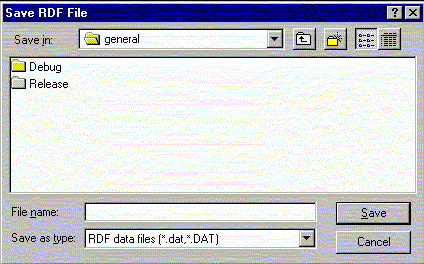 Save RDF File
Save in: general
Debug
Release
File name: Save
Save as type: RDF data files (*.dat,*.DAT) Cancel